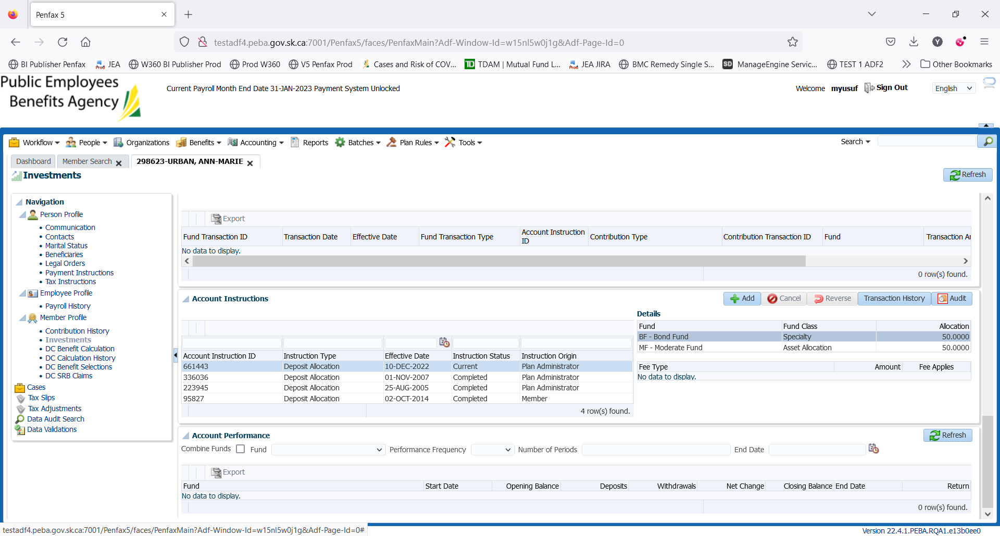 Penfax 5
testadf4.peba.gov.sk.ca:7001/Penfax5/faces/PenfaxMain?Adf-Window-Id=w15nl5w0j1g&Adf-Page-Id=0
Y
BI Publisher Penfax JEA W360 BI Publisher Prod Prod W360 V5 Penfax Prod Cases and Risk of COV... TDAM | Mutual Fund L... JEA JIRA BMC Remedy Single S... ManageEngine Servic... TEST 1 ADF2 Other Bookmarks
Public Employees
Benefits Agency
Current Payroll Month End Date 31-JAN-2023 Payment System Unlocked
Welcome myusuf Sign Out English
Workflow People Organizations Benefits Accounting Reports Batches Plan Rules Tools Search
Dashboard Member Search 298623-URBAN, ANN-MARIE
Investments Refresh
Navigation
Person Profile
Communication
Contacts
Marital Status
Beneficiaries
Legal Orders
Payment Instructions
Tax Instructions
Employee Profile
Payroll History
Member Profile
Contribution History
Investments
DC Benefit Calculation
DC Calculation History
DC Benefit Selections
DC SRB Claims
Cases
Tax Slips
Tax Adjustments
Data Audit Search
Data Validations
Export
Fund Transaction ID Transaction Date Effective Date Fund Transaction Type Account Instruction ID Contribution Type Contribution Transaction ID Fund Transaction Ar
No data to display.
0 row(s) found.
Account Instructions Add Cancel Reverse Transaction History Audit
Account Instruction ID Instruction Type Effective Date Instruction Status Instruction Origin
661443 Deposit Allocation 10-DEC-2022 Current Plan Administrator
336036 Deposit Allocation 01-NOV-2007 Completed Plan Administrator
223945 Deposit Allocation 25-AUG-2005 Completed Plan Administrator
95827 Deposit Allocation 02-OCT-2014 Completed Member
4 row(s) found.
Details
Fund Fund Class Allocation
BF - Bond Fund Specialty 50.0000
MF - Moderate Fund Asset Allocation 50.0000
Fee Type Amount Fee Applies
No data to display.
Account Performance Refresh
Combine Funds Fund Performance Frequency Number of Periods End Date
Export
Fund Start Date Opening Balance Deposits Withdrawals Net Change Closing Balance End Date Return
No data to display.
0 row(s) found.
testadf4.peba.gov.sk.ca:7001/Penfax5/faces/PenfaxMain?Adf-Window-Id=w15nl5w0j1g&Adf-Page-Id=0#
Version 22.4.1.PEBA.RQA1.e13b0ee0